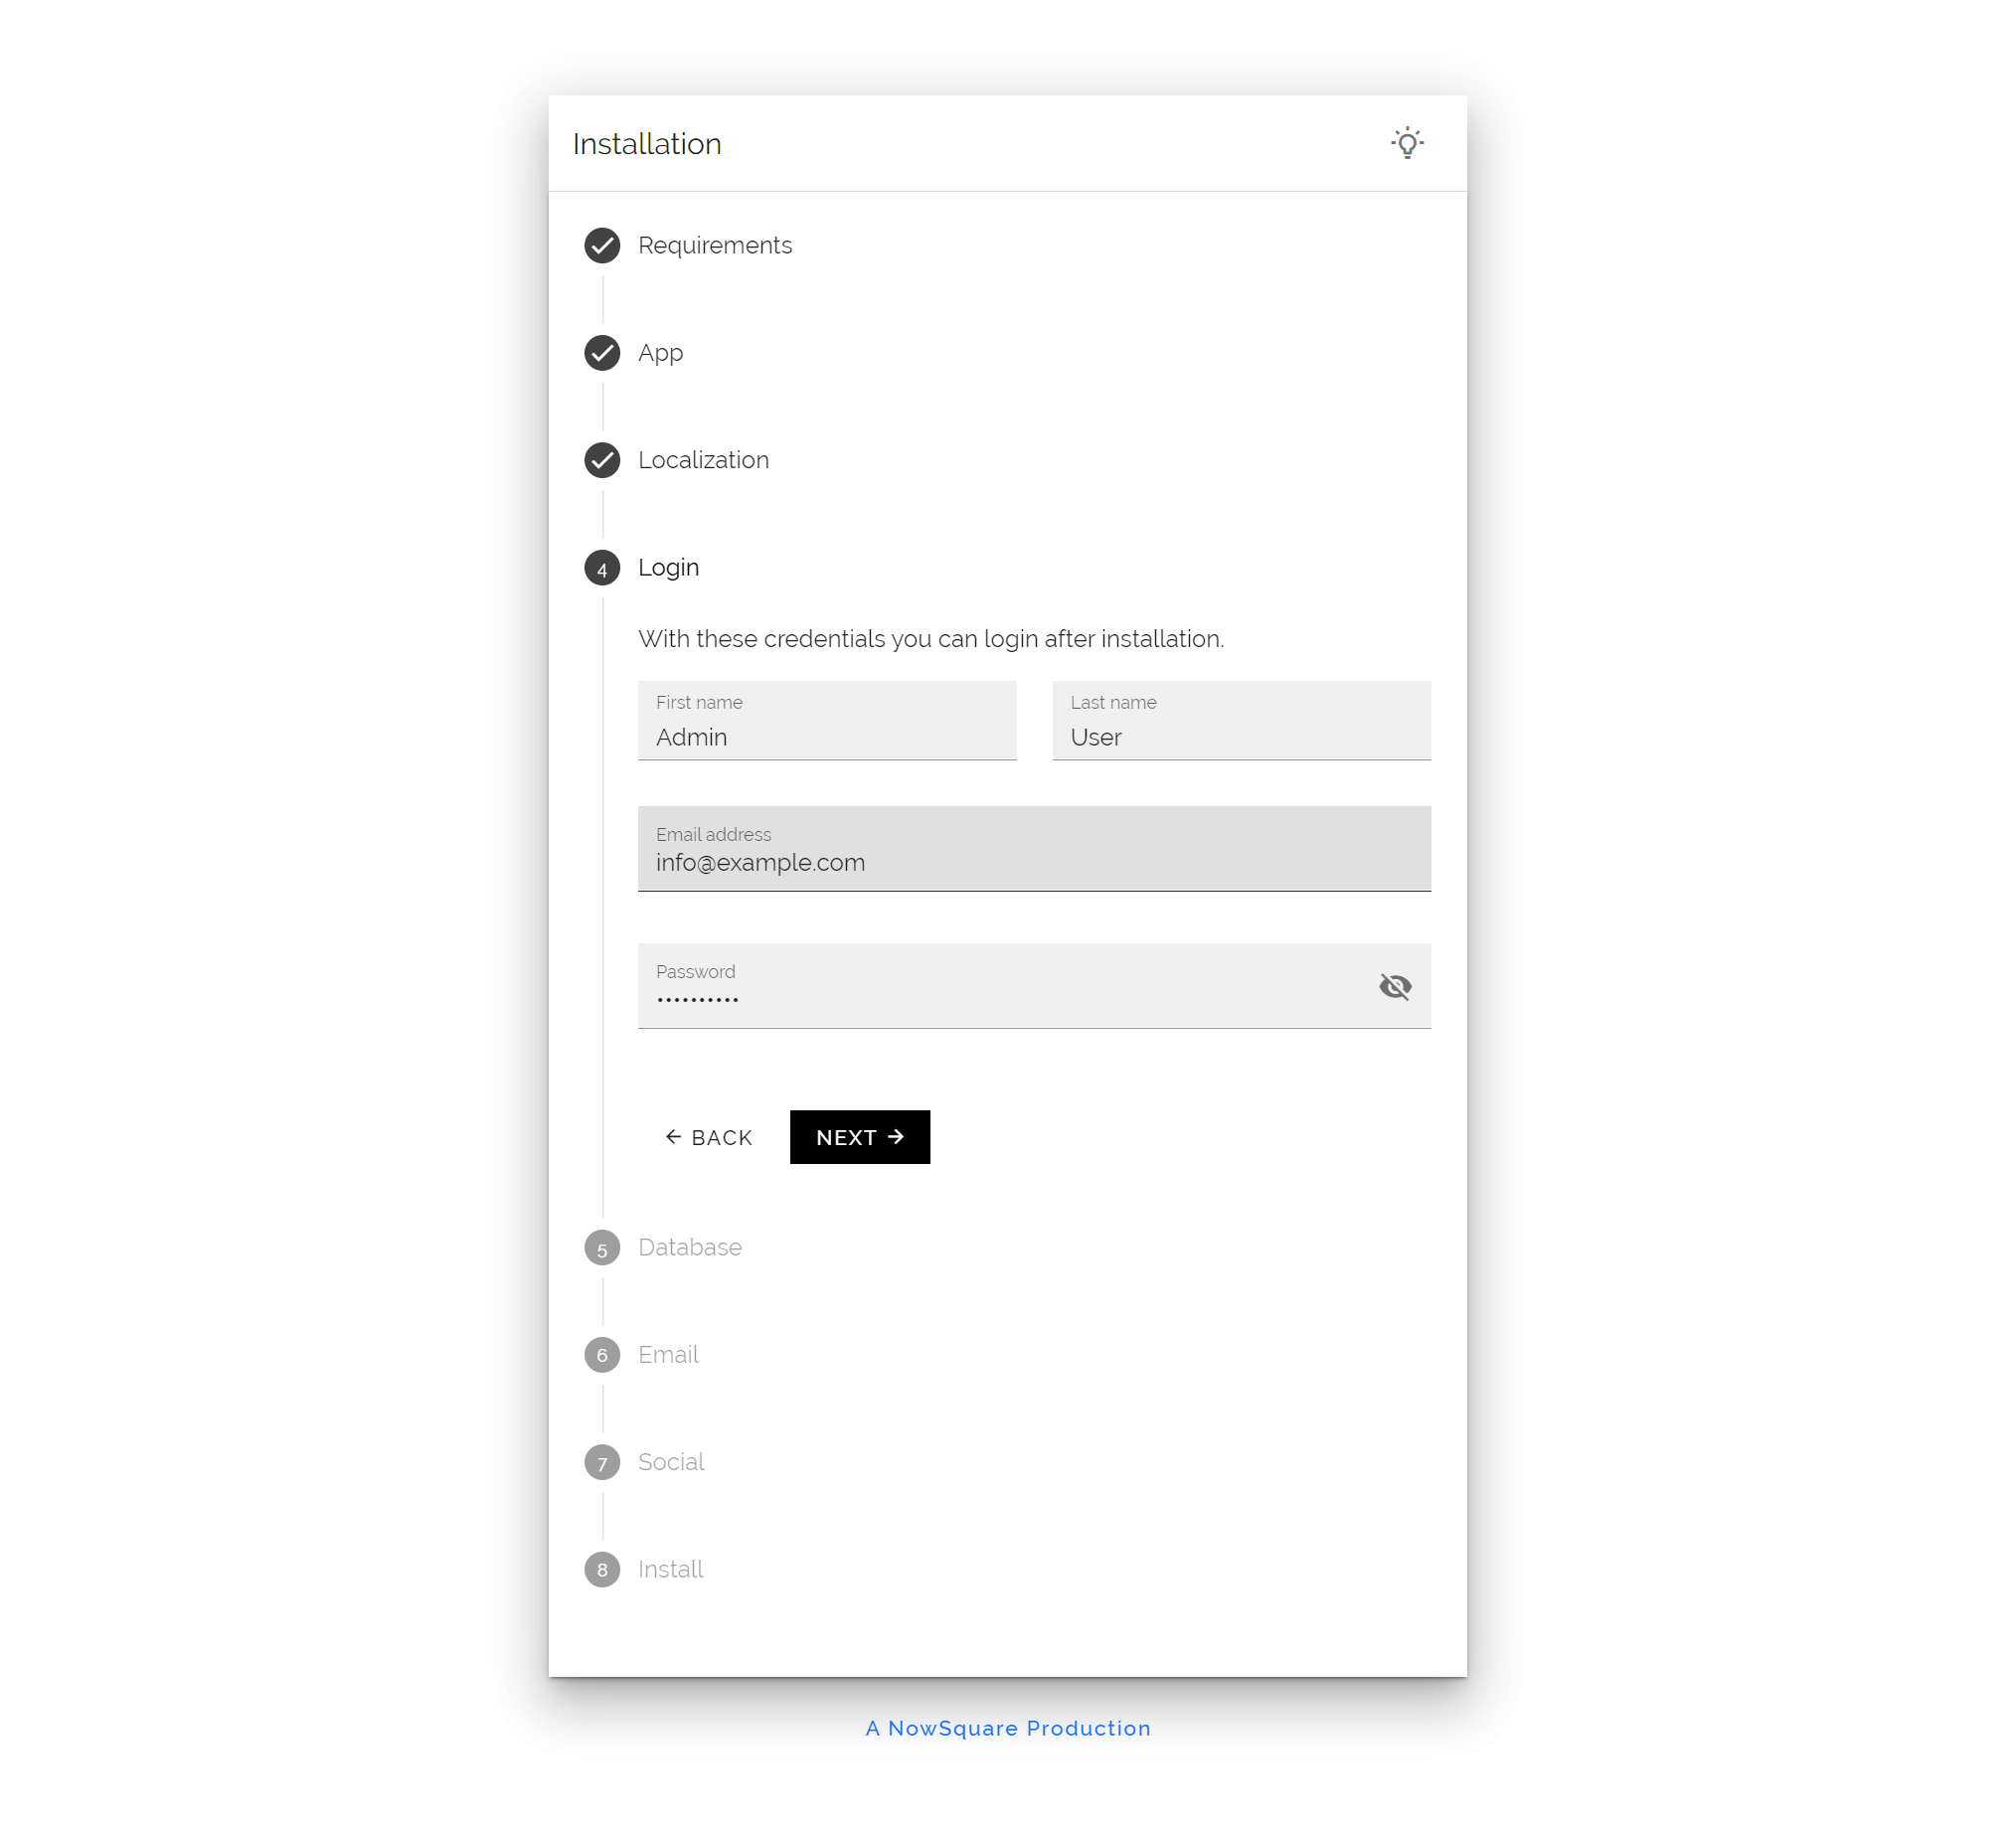 Installation
Requirements
App
Localization
4 Login
With these credentials you can login after installation.
First name Last name
Admin User
Email address
info@example.com
Password
••••••••••
BACK NEXT
5 Database
6 Email
7 Social
8 Install
A NowSquare Production